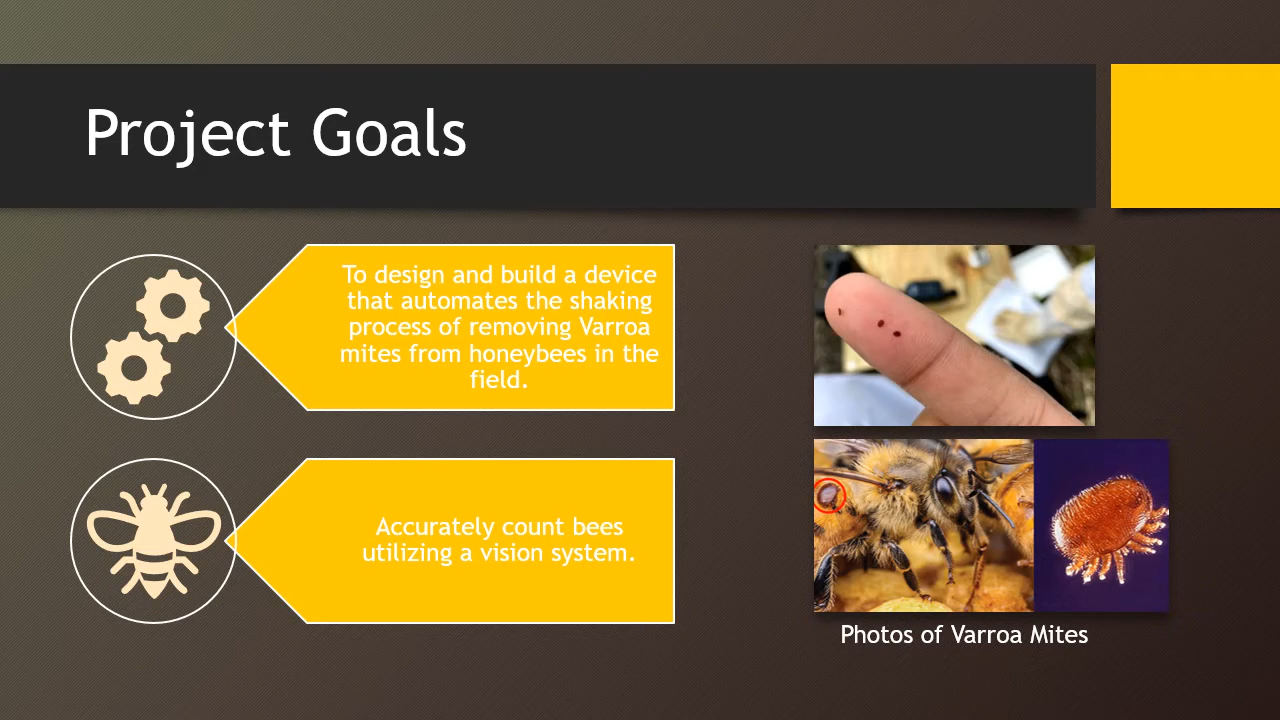 Project Goals
To design and build a device
that automates the shaking
process of removing Varroa
mites from honeybees in the
field.
Accurately count bees
utilizing a vision system.
Photos of Varroa Mites